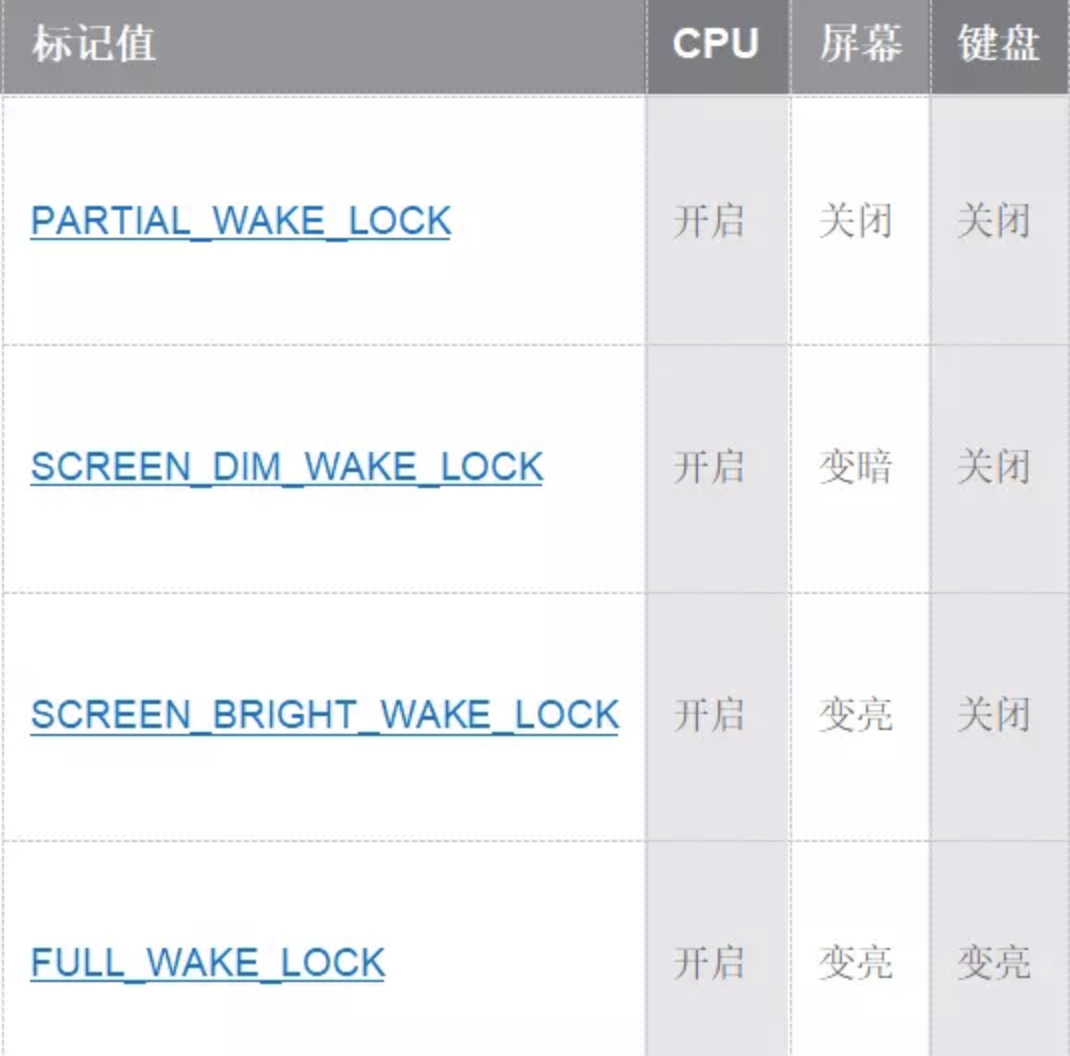 标记值 CPU 屏幕 键盘
PARTIAL_WAKE_LOCK 开启 关闭 关闭
SCREEN_DIM_WAKE_LOCK 开启 变暗 关闭
SCREEN_BRIGHT_WAKE_LOCK 开启 变亮 关闭
FULL_WAKE_LOCK 开启 变亮 变亮